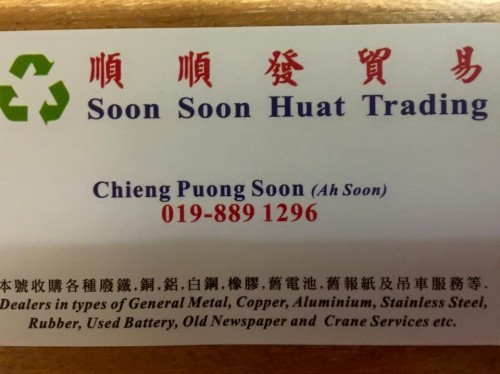 順順發貿易
Soon Soon Huat Trading
Chieng Puong Soon (Ah Soon)
019-889 1296
本號收購各種廢鐵.銅.鋁.白鋼.橡膠.舊電池.舊報紙及吊車服務等.
Dealers in types of General Metal, Copper, Aluminium, Stainless Steel,
Rubber, Used Battery, Old Newspaper and Crane Services etc.